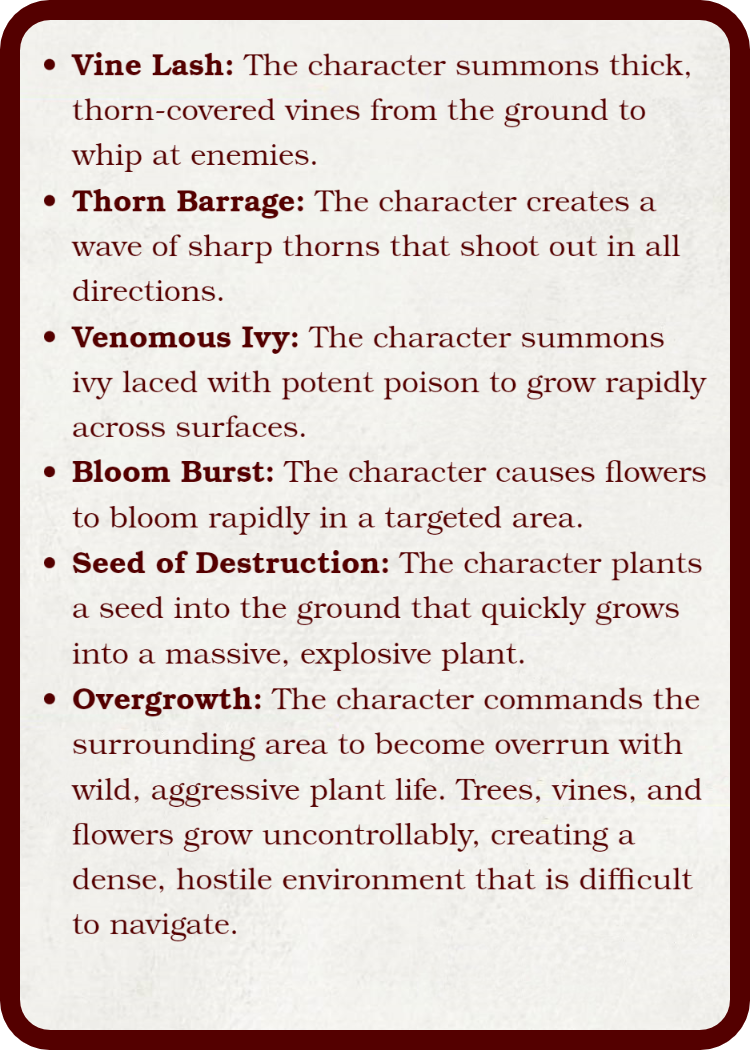 • Vine Lash: The character summons thick,
thorn-covered vines from the ground to
whip at enemies.
• Thorn Barrage: The character creates a
wave of sharp thorns that shoot out in all
directions.
• Venomous Ivy: The character summons
ivy laced with potent poison to grow rapidly
across surfaces.
• Bloom Burst: The character causes flowers
to bloom rapidly in a targeted area.
• Seed of Destruction: The character plants
a seed into the ground that quickly grows
into a massive, explosive plant.
• Overgrowth: The character commands the
surrounding area to become overrun with
wild, aggressive plant life. Trees, vines, and
flowers grow uncontrollably, creating a
dense, hostile environment that is difficult
to navigate.